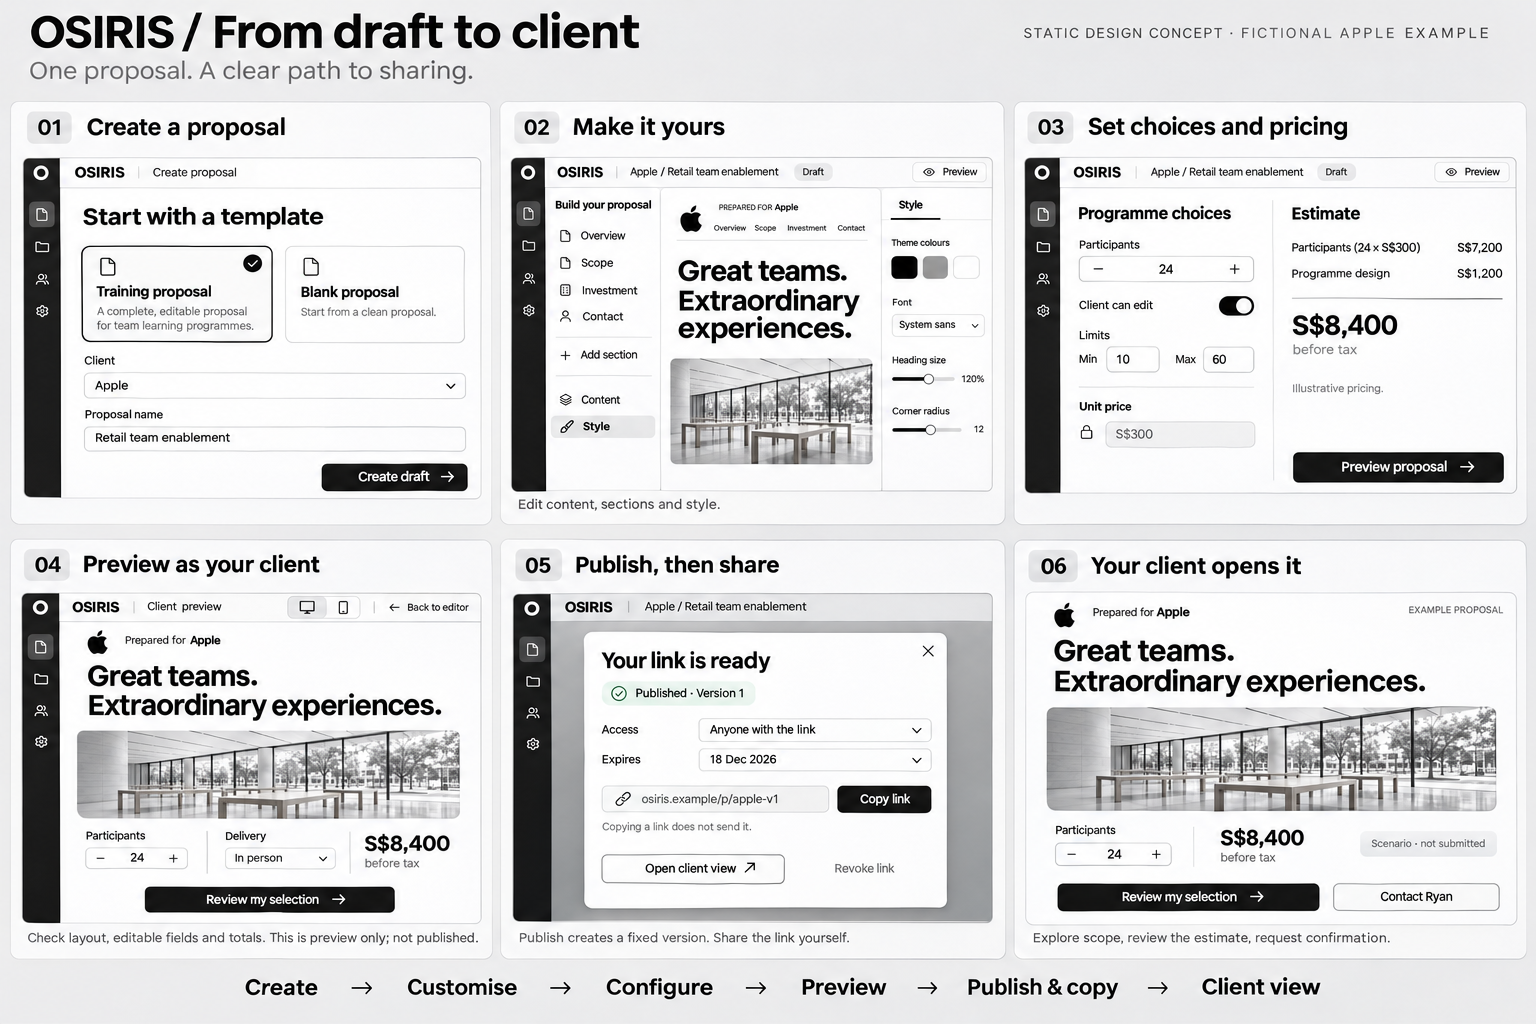 OSIRIS / From draft to client
STATIC DESIGN CONCEPT · FICTIONAL APPLE EXAMPLE
One proposal. A clear path to sharing.
01 Create a proposal
OSIRIS Create proposal
Start with a template
Training proposal
A complete, editable proposal
for team learning programmes.
Blank proposal
Start from a clean proposal.
Client
Apple
Proposal name
Retail team enablement
Create draft →
02 Make it yours
OSIRIS Apple / Retail team enablement Draft Preview
Build your proposal
Overview
Scope
Investment
Contact
+ Add section
Content
Style
PREPARED FOR Apple
Overview Scope Investment Contact
Great teams.
Extraordinary
experiences.
Style
Theme colours
Font
System sans
Heading size
120%
Corner radius
12
Edit content, sections and style.
03 Set choices and pricing
OSIRIS Apple / Retail team enablement Draft Preview
Programme choices
Participants
− 24 +
Client can edit
Limits
Min 10 Max 60
Unit price
S$300
Estimate
Participants (24 x S$300) S$7,200
Programme design S$1,200
S$8,400
before tax
Illustrative pricing.
Preview proposal →
04 Preview as your client
OSIRIS Client preview ← Back to editor
Prepared for Apple
Great teams.
Extraordinary experiences.
Participants
− 24 +
Delivery
In person
S$8,400
before tax
Review my selection →
Check layout, editable fields and totals. This is preview only; not published.
05 Publish, then share
OSIRIS Apple / Retail team enablement
Your link is ready
Published · Version 1
Access Anyone with the link
Expires 18 Dec 2026
osiris.example/p/apple-v1 Copy link
Copying a link does not send it.
Open client view Revoke link
Publish creates a fixed version. Share the link yourself.
06 Your client opens it
Prepared for Apple EXAMPLE PROPOSAL
Great teams.
Extraordinary experiences.
Participants
− 24 +
S$8,400
before tax
Scenario · not submitted
Review my selection → Contact Ryan
Explore scope, review the estimate, request confirmation.
Create → Customise → Configure → Preview → Publish & copy → Client view